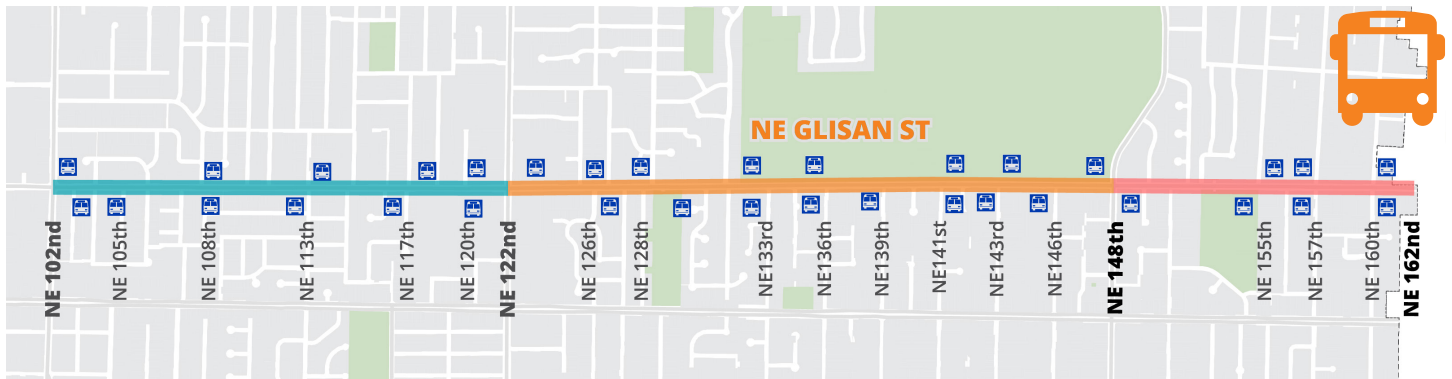 NE GLISAN ST
NE 102nd
NE 105th
NE 108th
NE 113th
NE 117th
NE 120th
NE 122nd
NE 126th
NE 128th
NE133rd
NE136th
NE139th
NE141st
NE143rd
NE146th
NE 148th
NE 155th
NE 157th
NE 160th
NE 162nd